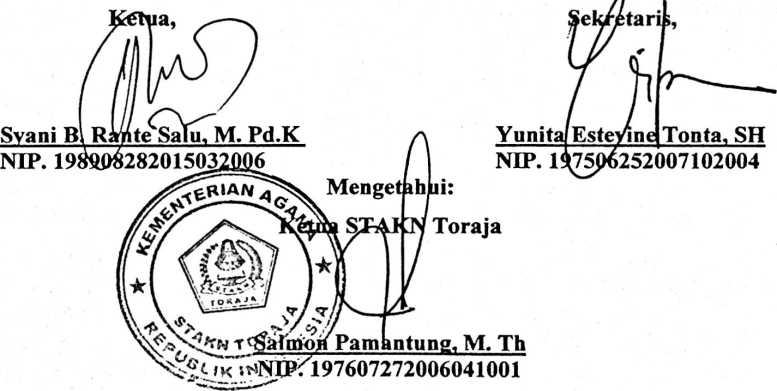 Ketua,
Sekretaris,
Syani B. Rante Salu, M. Pd.K
NIP. 198908282015032006
Yunita Esteyine Tonta, SH
NIP. 197506252007102004
Mengetahui:
Ketua STAKN Toraja
KEMENTERIAN AGAMA
TORAJA
STAKN TORAJA
REPUBLIK INDONESIA
Salmon Pamantung, M. Th
NIP. 197607272006041001